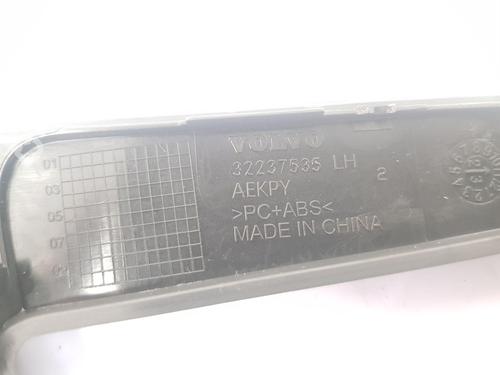 VOLVO
32237535 LH
AEKPY 2
>PC+ABS<
MADE IN CHINA
01
03
05
07